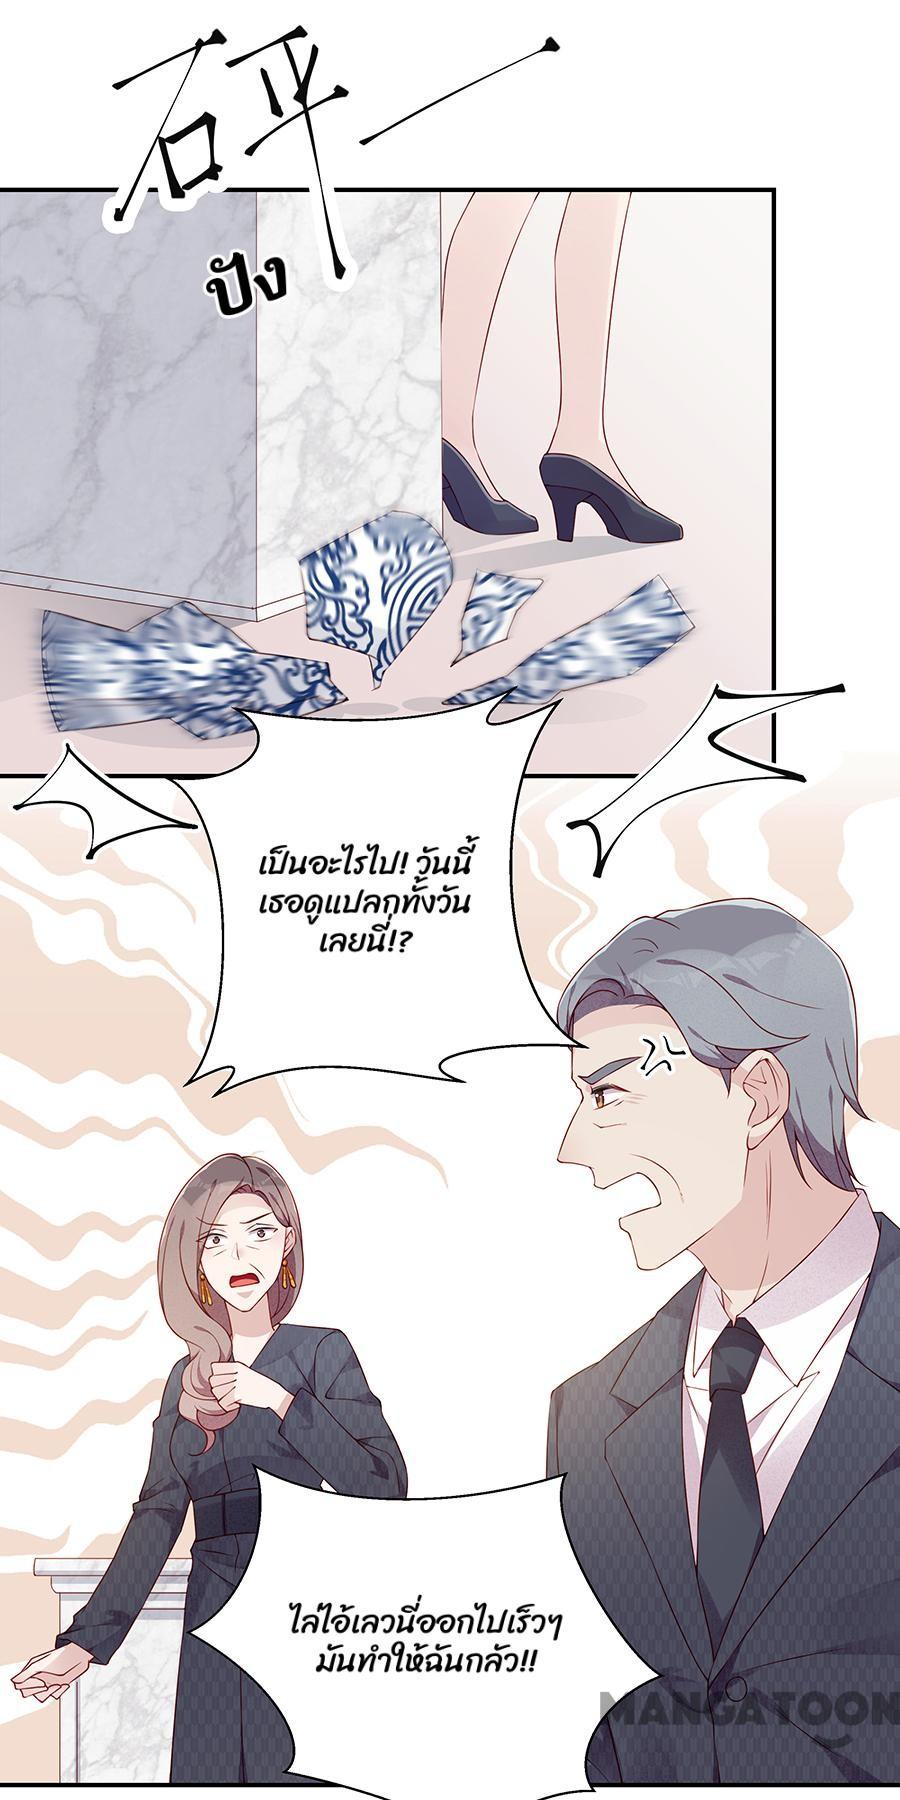 砰一
ปัง
เป็นอะไรไป! วันนี้
เธอดูแปลกทั้งวัน
เลยนี่!?
ไล่ไอ้เลวนี่ออกไปเร็วๆ
มันทำให้ฉันกลัว!!
MANGATOON